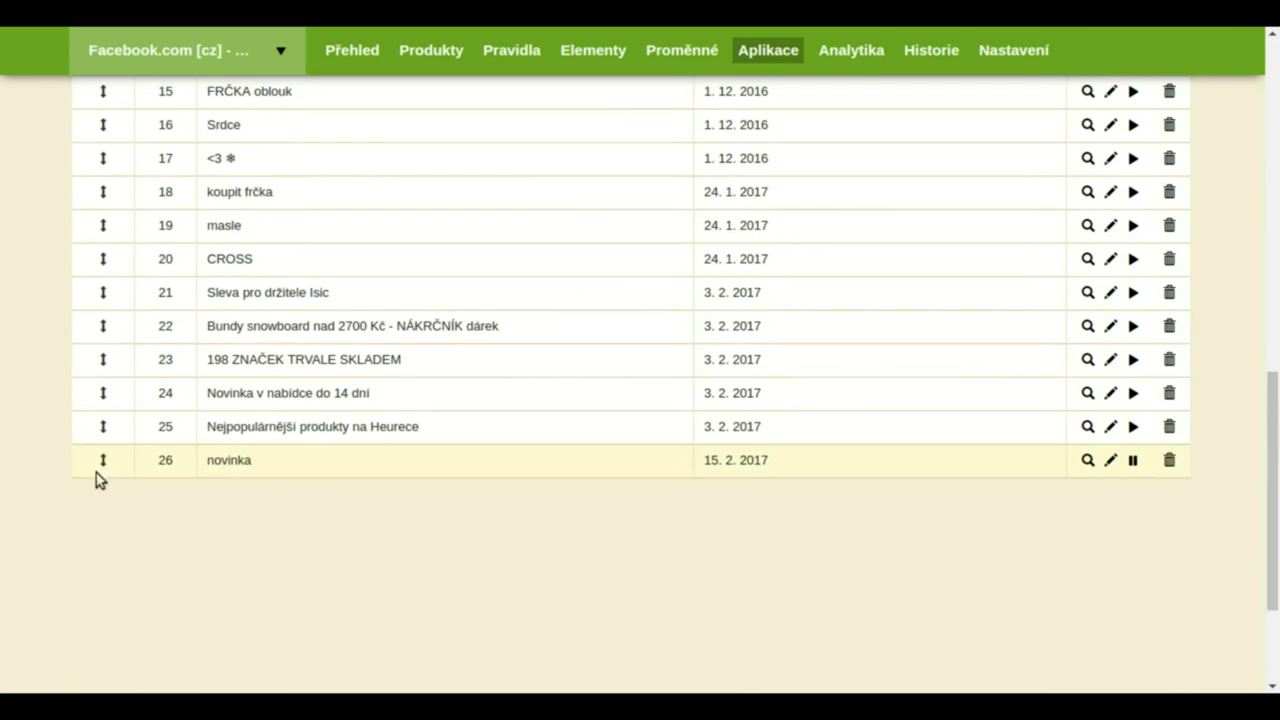 Facebook.com [cz] - ... Přehled Produkty Pravidla Elementy Proměnné Aplikace Analytika Historie Nastavení
15 FRČKA oblouk 1. 12. 2016
16 Srdce 1. 12. 2016
17 <3 ❄ 1. 12. 2016
18 koupit frčka 24. 1. 2017
19 masle 24. 1. 2017
20 CROSS 24. 1. 2017
21 Sleva pro držitele Isic 3. 2. 2017
22 Bundy snowboard nad 2700 Kč - NÁKRČNÍK dárek 3. 2. 2017
23 198 ZNAČEK TRVALE SKLADEM 3. 2. 2017
24 Novinka v nabídce do 14 dní 3. 2. 2017
25 Nejpopulárnější produkty na Heurece 3. 2. 2017
26 novinka 15. 2. 2017